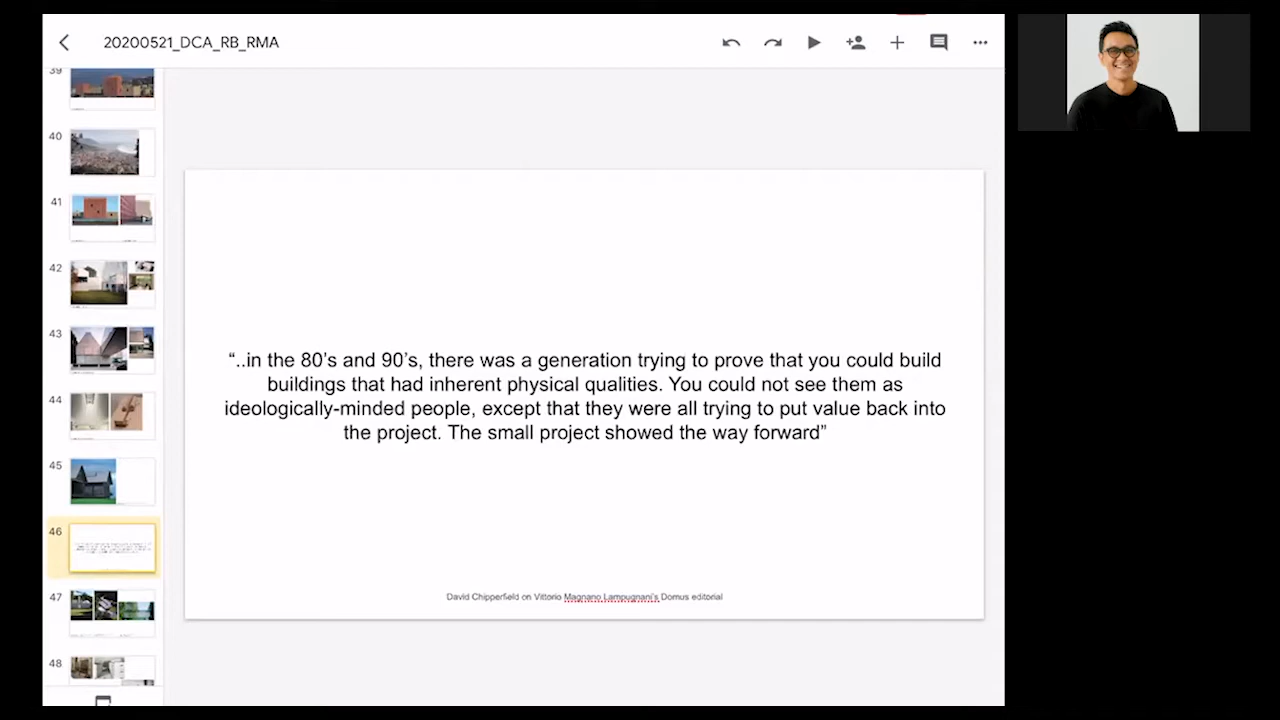 20200521_DCA_RB_RMA
39
40
41
42
43
44
45
46
47
48
“..in the 80’s and 90’s, there was a generation trying to prove that you could build
buildings that had inherent physical qualities. You could not see them as
ideologically-minded people, except that they were all trying to put value back into
the project. The small project showed the way forward”
David Chipperfield on Vittorio Magnano Lampugnani's Domus editorial